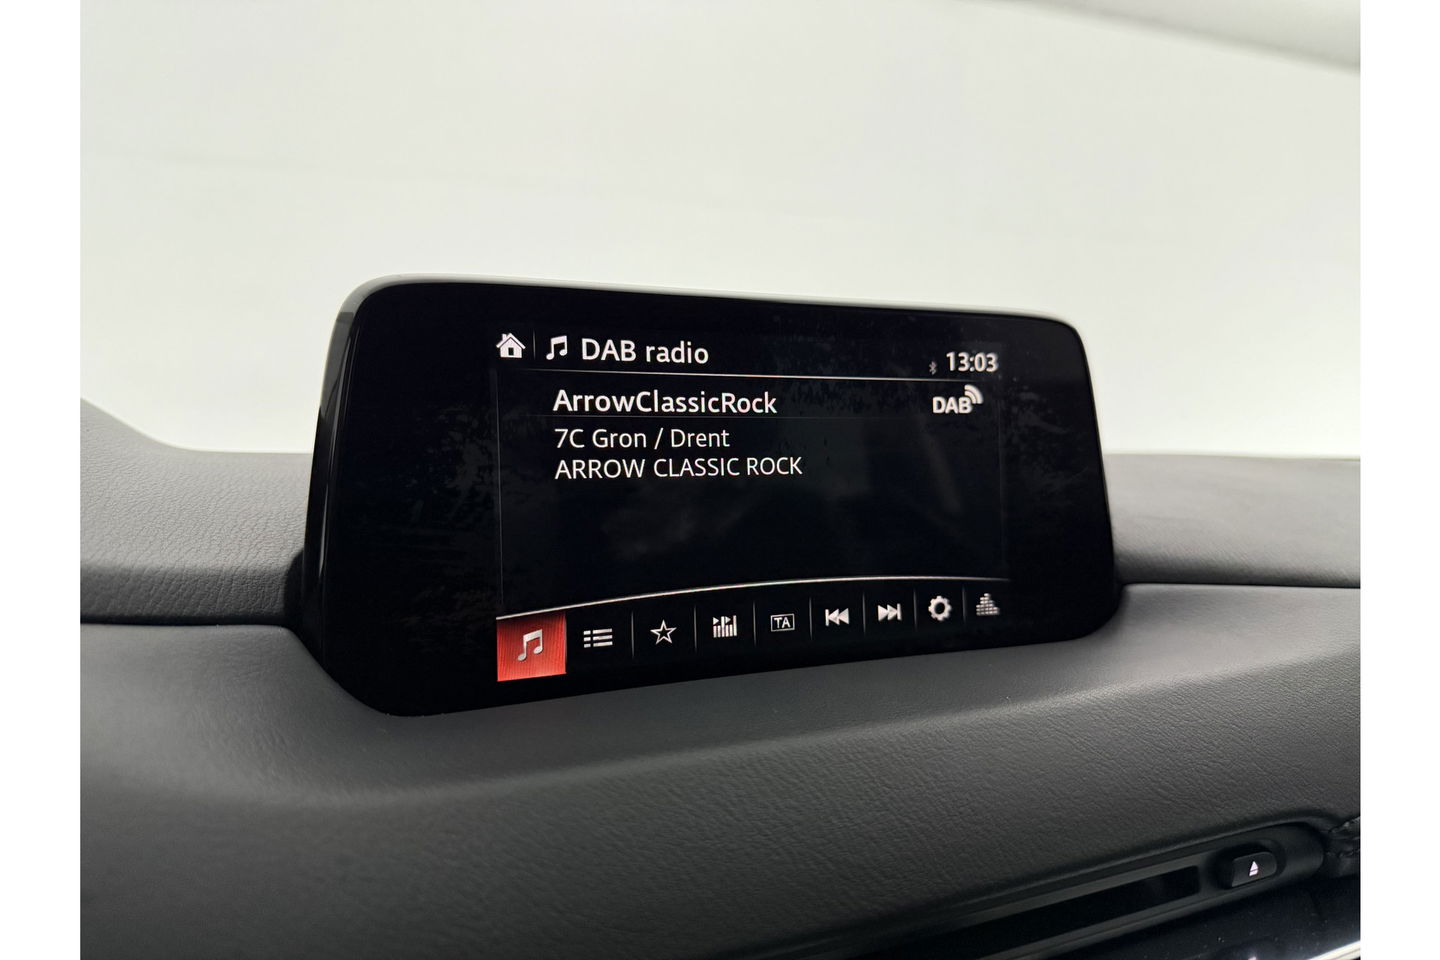 DAB radio
13:03
ArrowClassicRock
DAB
7C Gron / Drent
ARROW CLASSIC ROCK
TA